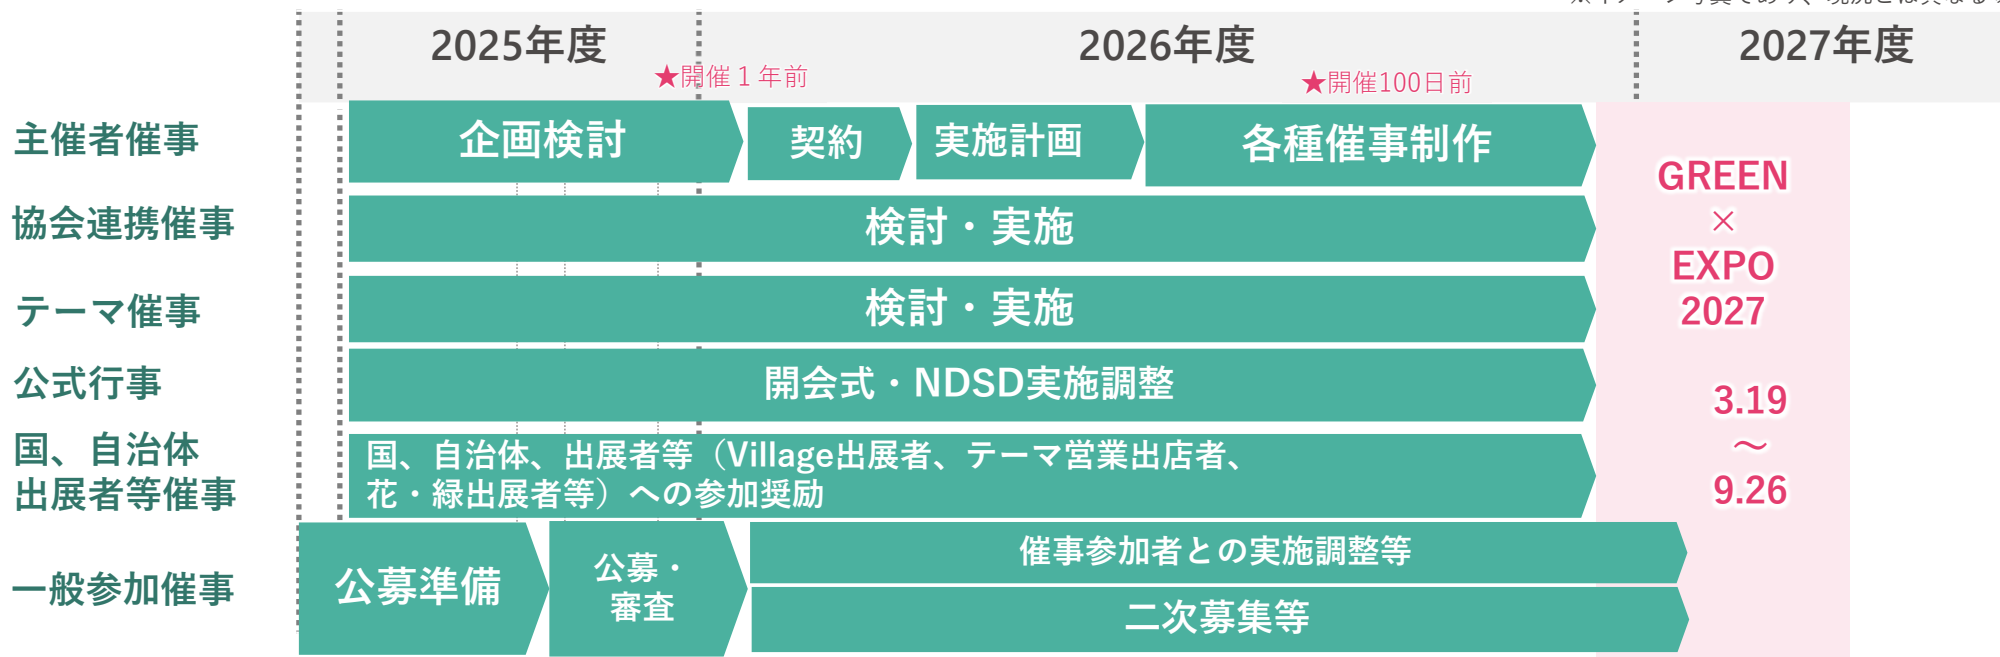 2025年度
2026年度
2027年度
★開催１年前
★開催100日前
主催者催事
企画検討
契約
実施計画
各種催事制作
協会連携催事
検討・実施
テーマ催事
検討・実施
公式行事
開会式・NDSD実施調整
国、自治体
出展者等催事
国、自治体、出展者等（Village出展者、テーマ営業出店者、
花・緑出展者等）への参加奨励
一般参加催事
公募準備
公募・
審査
催事参加者との実施調整等
二次募集等
GREEN
×
EXPO
2027
3.19
～
9.26